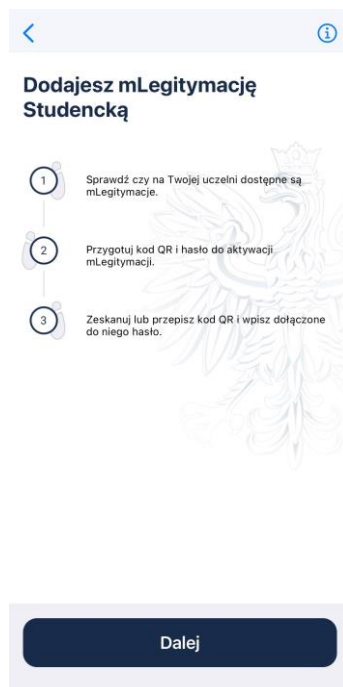 Dodajesz mLegitymację
Studencką
1
Sprawdź czy na Twojej uczelni dostępne są
mLegitymacje.
2
Przygotuj kod QR i hasło do aktywacji
mLegitymacji.
3
Zeskanuj lub przepisz kod QR i wpisz dołączone
do niego hasło.
Dalej